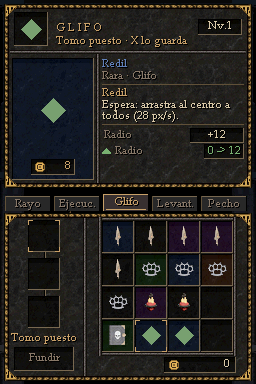 GLIFO
Nv.1
Tomo puesto · X lo guarda
Redil
Rara · Glifo
Redil
Espera: arrastra al centro a
todos (28 px/s).
Radio +12
Radio 0->12
8
Rayo Ejecuc. Glifo Levant. Pecho
Tomo puesto
Fundir
0